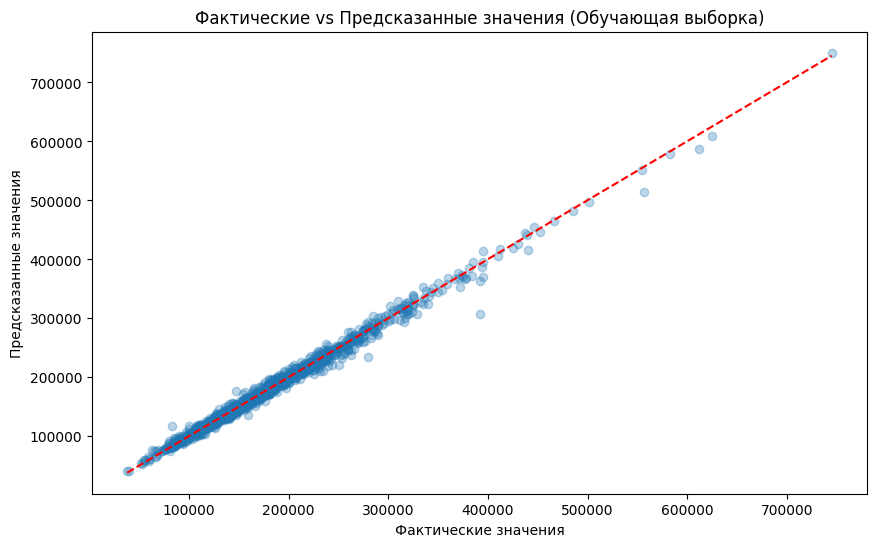 Фактические vs Предсказанные значения (Обучающая выборка)
Предсказанные значения
700000
600000
500000
400000
300000
200000
100000
100000 200000 300000 400000 500000 600000 700000
Фактические значения